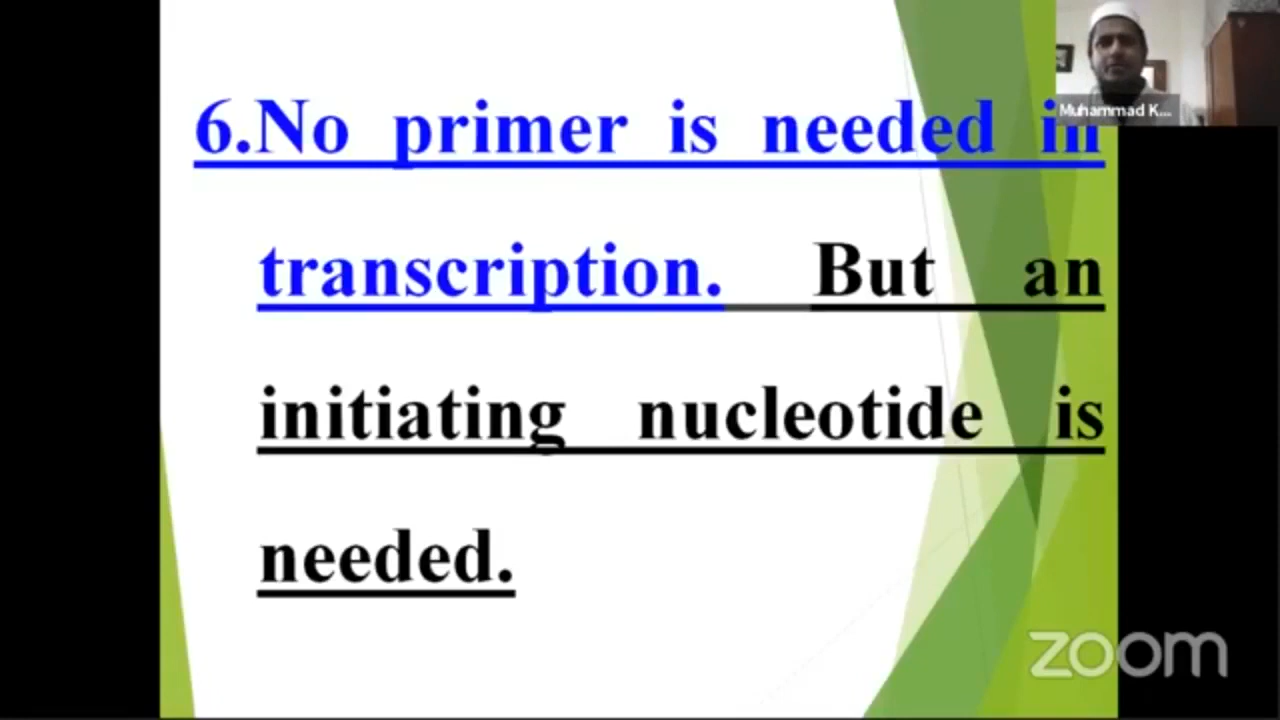 6.No primer is needed in
transcription. But an
initiating nucleotide is
needed.
Muhammad K...
zoom